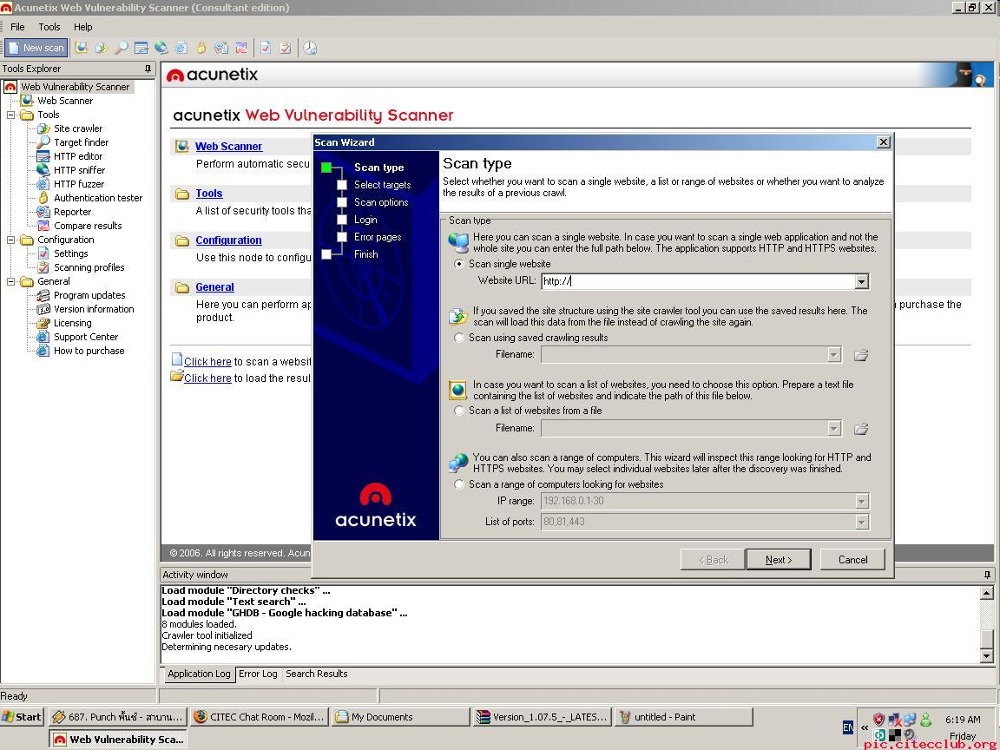 Acunetix Web Vulnerability Scanner (Consultant edition)
File Tools Help
New scan
Tools Explorer
Web Vulnerability Scanner
Web Scanner
Tools
Site crawler
Target finder
HTTP editor
HTTP sniffer
HTTP fuzzer
Authentication tester
Reporter
Compare results
Configuration
Settings
Scanning profiles
General
Program updates
Version information
Licensing
Support Center
How to purchase
acunetix
acunetix Web Vulnerability Scanner
Web Scanner
Perform automatic secu
Tools
A list of security tools tha
Configuration
Use this node to configu
General
Here you can perform ap
purchase the
product.
Click here to scan a websit
Click here to load the resul
© 2006. All rights reserved. Acun
Scan Wizard
Scan type
Select targets
Scan options
Login
Error pages
Finish
acunetix
Scan type
Select whether you want to scan a single website, a list or range of websites or whether you want to analyze
the results of a previous crawl.
Scan type
Here you can scan a single website. In case you want to scan a single web application and not the
whole site you can enter the full path below. The application supports HTTP and HTTPS websites.
Scan single website
Website URL: http://
If you saved the site structure using the site crawler tool you can use the saved results here. The
scan will load this data from the file instead of crawling the site again.
Scan using saved crawling results
Filename:
In case you want to scan a list of websites, you need to choose this option. Prepare a text file
containing the list of websites and indicate the path of this file below.
Scan a list of websites from a file
Filename:
You can also scan a range of computers. This wizard will inspect this range looking for HTTP and
HTTPS websites. You may select individual websites later after the discovery was finished.
Scan a range of computers looking for websites
IP range: 192.168.0.1-30
List of ports: 80,81,443
< Back Next > Cancel
Activity window
Load module "Directory checks" ...
Load module "Text search" ...
Load module "GHDB - Google hacking database" ...
8 modules loaded.
Crawler tool initialized
Determining necesary updates.
Application Log Error Log Search Results
Ready
Start 687. Punch พั้นช์ - สาบาน... CITEC Chat Room - Mozil... My Documents Version_1.07.5_-_LATES... untitled - Paint
Web Vulnerability Sca...
EN « 6:19 AM
Friday
pic.citecclub.org